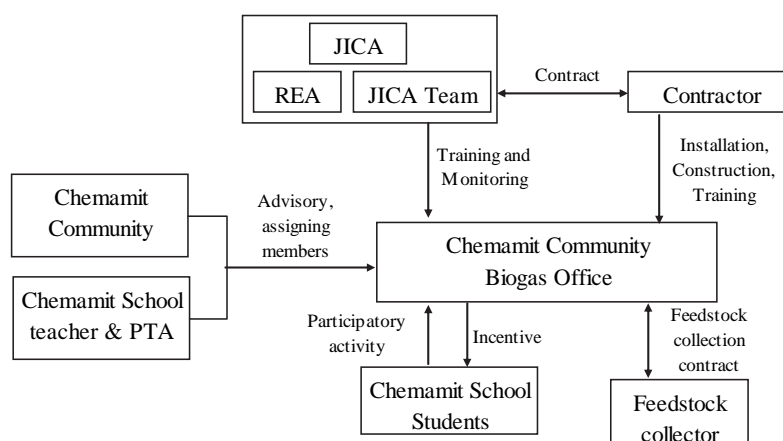 JICA
REA
JICA Team
Contract
Contractor
Training and
Monitoring
Installation,
Construction,
Training
Chemamit
Community
Advisory,
assigning
members
Chemamit Community
Biogas Office
Chemamit School
teacher & PTA
Participatory
activity
Incentive
Feedstock
collection
contract
Chemamit School
Students
Feedstock
collector